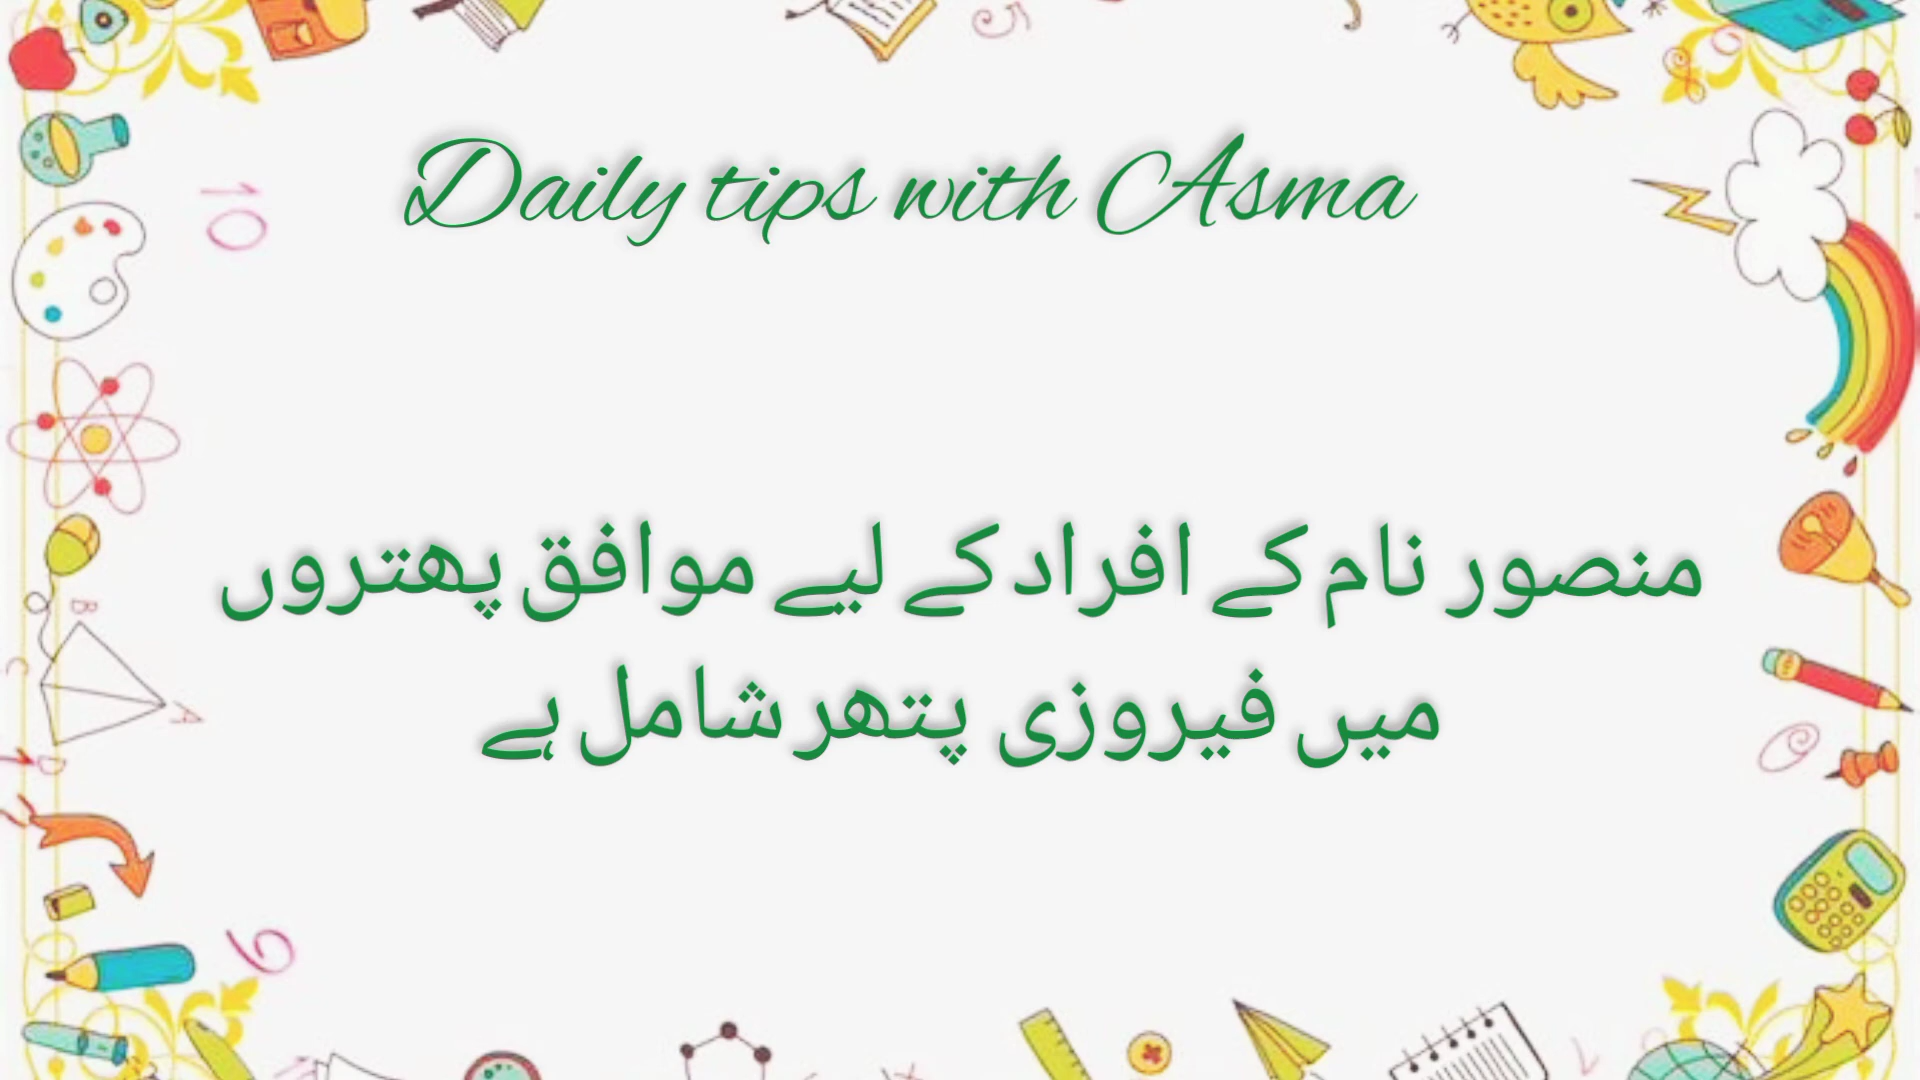 Daily tips with Asma
منصور نام کے افراد کے لیے موافق پھتروں
میں فیروزی پتھر شامل ہے